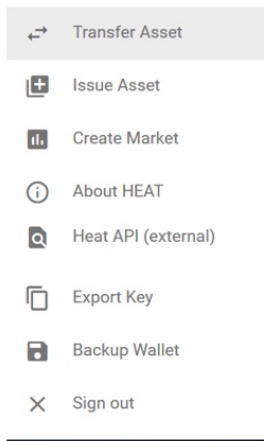 Transfer Asset
Issue Asset
Create Market
About HEAT
Heat API (external)
Export Key
Backup Wallet
Sign out